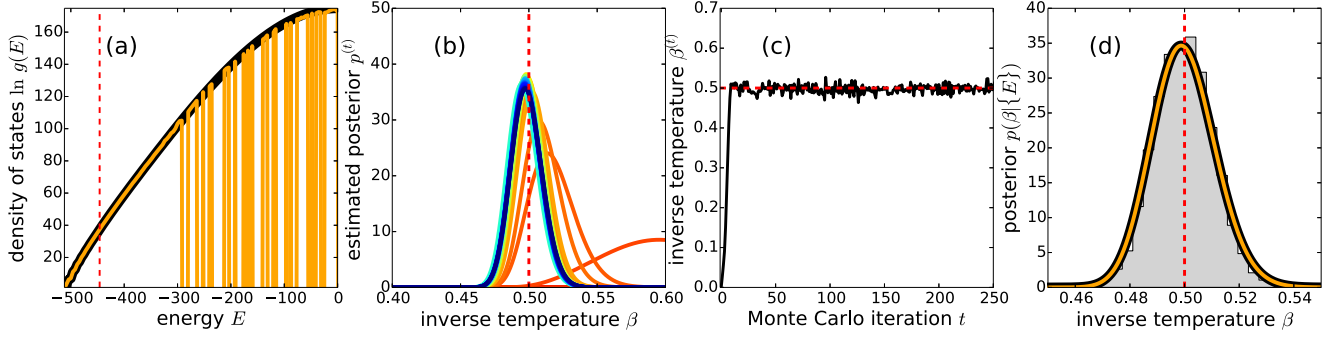 (a)
density of states ln g(E)
160
140
120
100
80
60
40
20
−500 −400 −300 −200 −100 0
energy E
(b)
estimated posterior p^(t)
50
40
30
20
10
0
0.40 0.45 0.50 0.55 0.60
inverse temperature β
(c)
inverse temperature β^(t)
0.7
0.6
0.5
0.4
0.3
0.2
0.1
0.0
0 50 100 150 200 250
Monte Carlo iteration t
(d)
posterior p(β|{E})
40
35
30
25
20
15
10
5
0
0.46 0.48 0.50 0.52 0.54
inverse temperature β